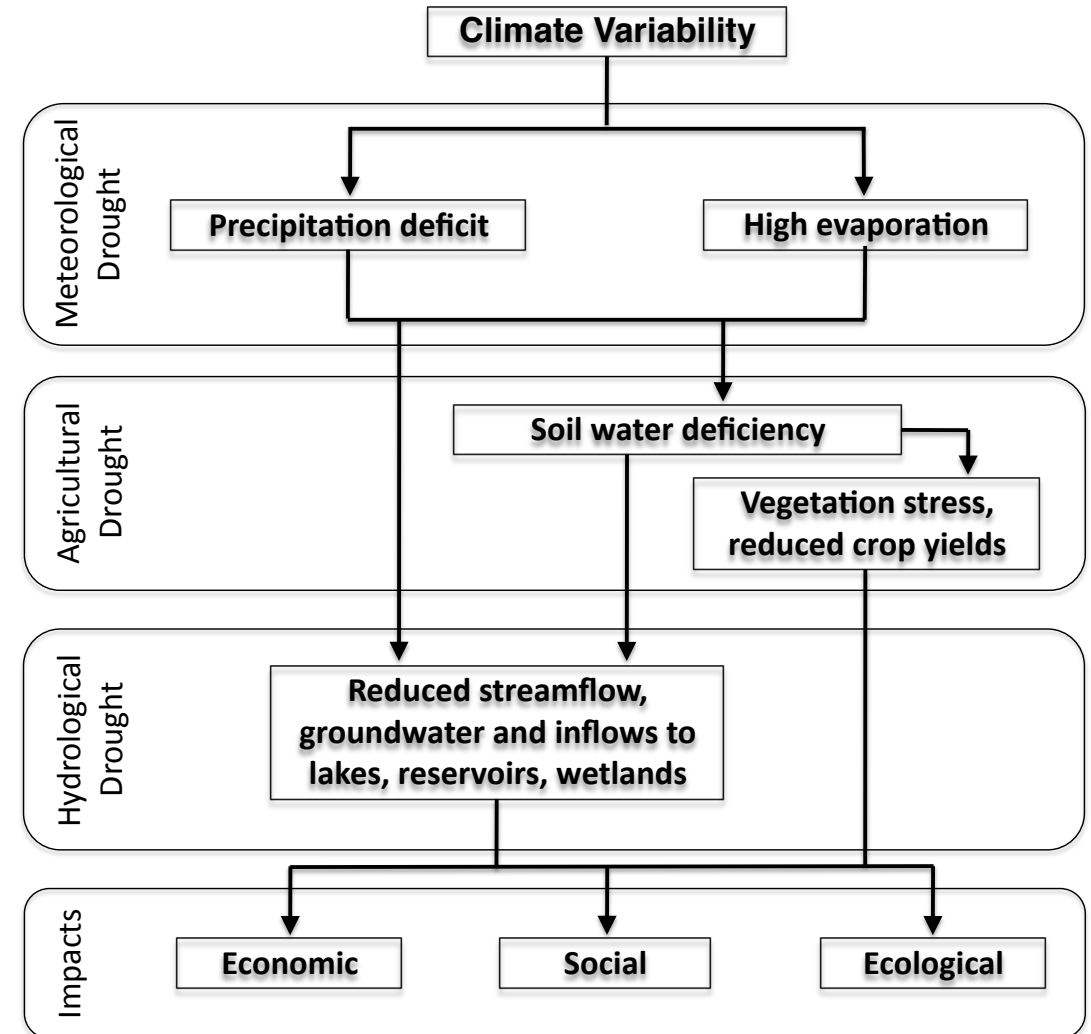 Climate Variability
Meteorological
Drought
Precipitation deficit
High evaporation
Agricultural
Drought
Soil water deficiency
Vegetation stress,
reduced crop yields
Hydrological
Drought
Reduced streamflow,
groundwater and inflows to
lakes, reservoirs, wetlands
Impacts
Economic
Social
Ecological